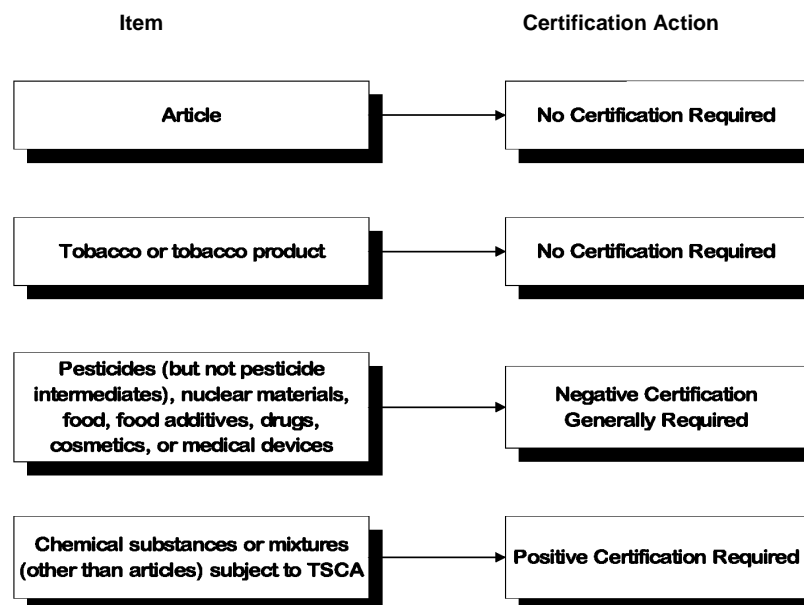 Item
Certification Action
Article
No Certification Required
Tobacco or tobacco product
No Certification Required
Pesticides (but not pesticide
intermediates), nuclear materials,
food, food additives, drugs,
cosmetics, or medical devices
Negative Certification
Generally Required
Chemical substances or mixtures
(other than articles) subject to TSCA
Positive Certification Required